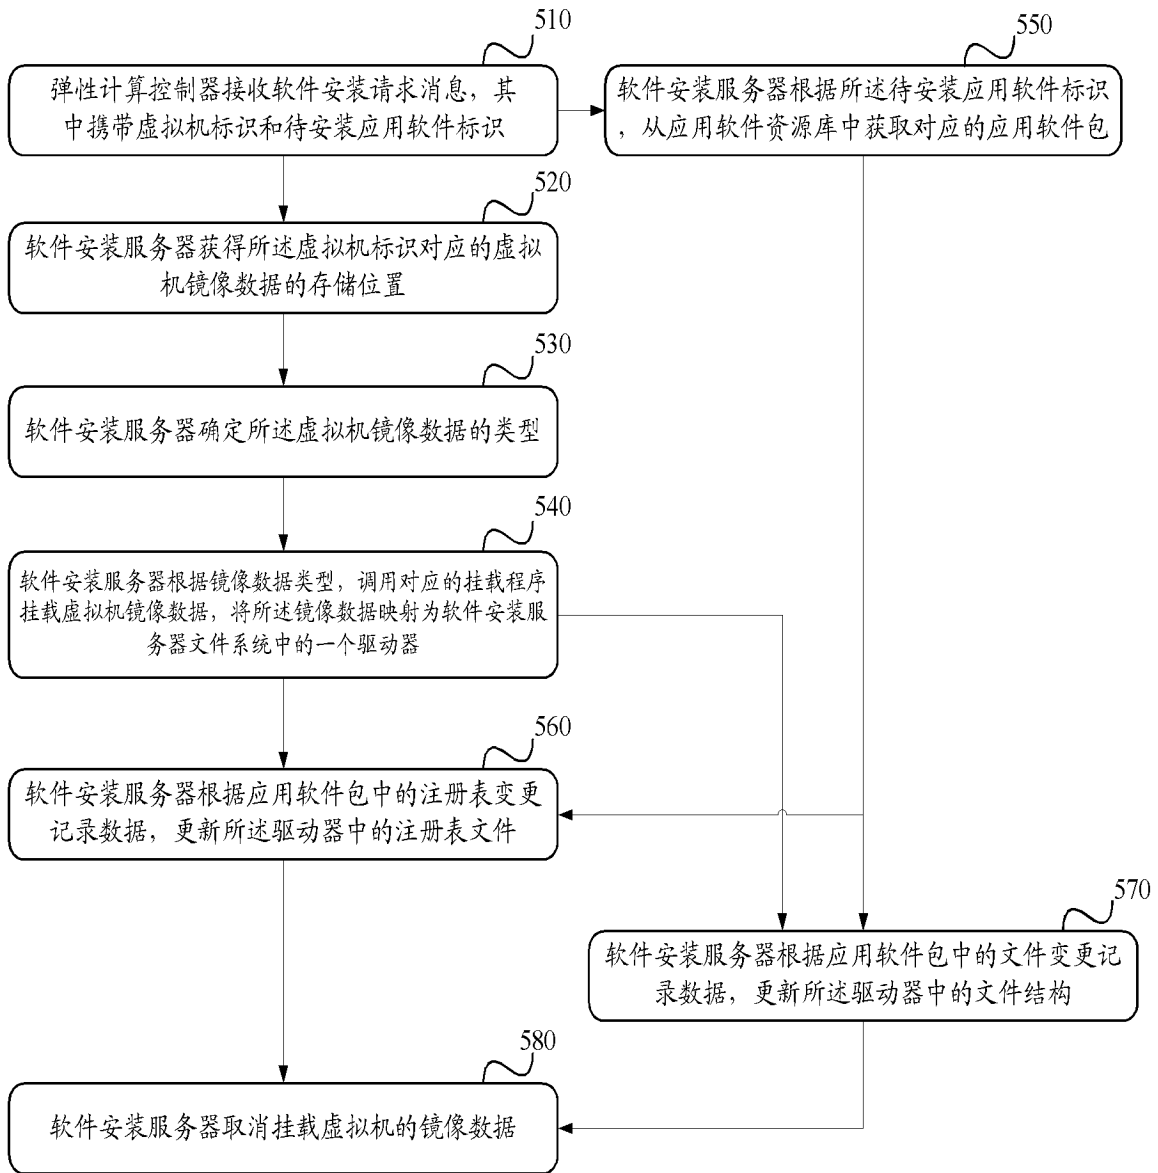 510
弹性计算控制器接收软件安装请求消息，其
中携带虚拟机标识和待安装应用软件标识
550
软件安装服务器根据所述待安装应用软件标识
，从应用软件资源库中获取对应的应用软件包
520
软件安装服务器获得所述虚拟机标识对应的虚拟
机镜像数据的存储位置
530
软件安装服务器确定所述虚拟机镜像数据的类型
540
软件安装服务器根据镜像数据类型，调用对应的挂载程序
挂载虚拟机镜像数据，将所述镜像数据映射为软件安装服
务器文件系统中的一个驱动器
560
软件安装服务器根据应用软件包中的注册表变更
记录数据，更新所述驱动器中的注册表文件
570
软件安装服务器根据应用软件包中的文件变更记
录数据，更新所述驱动器中的文件结构
580
软件安装服务器取消挂载虚拟机的镜像数据